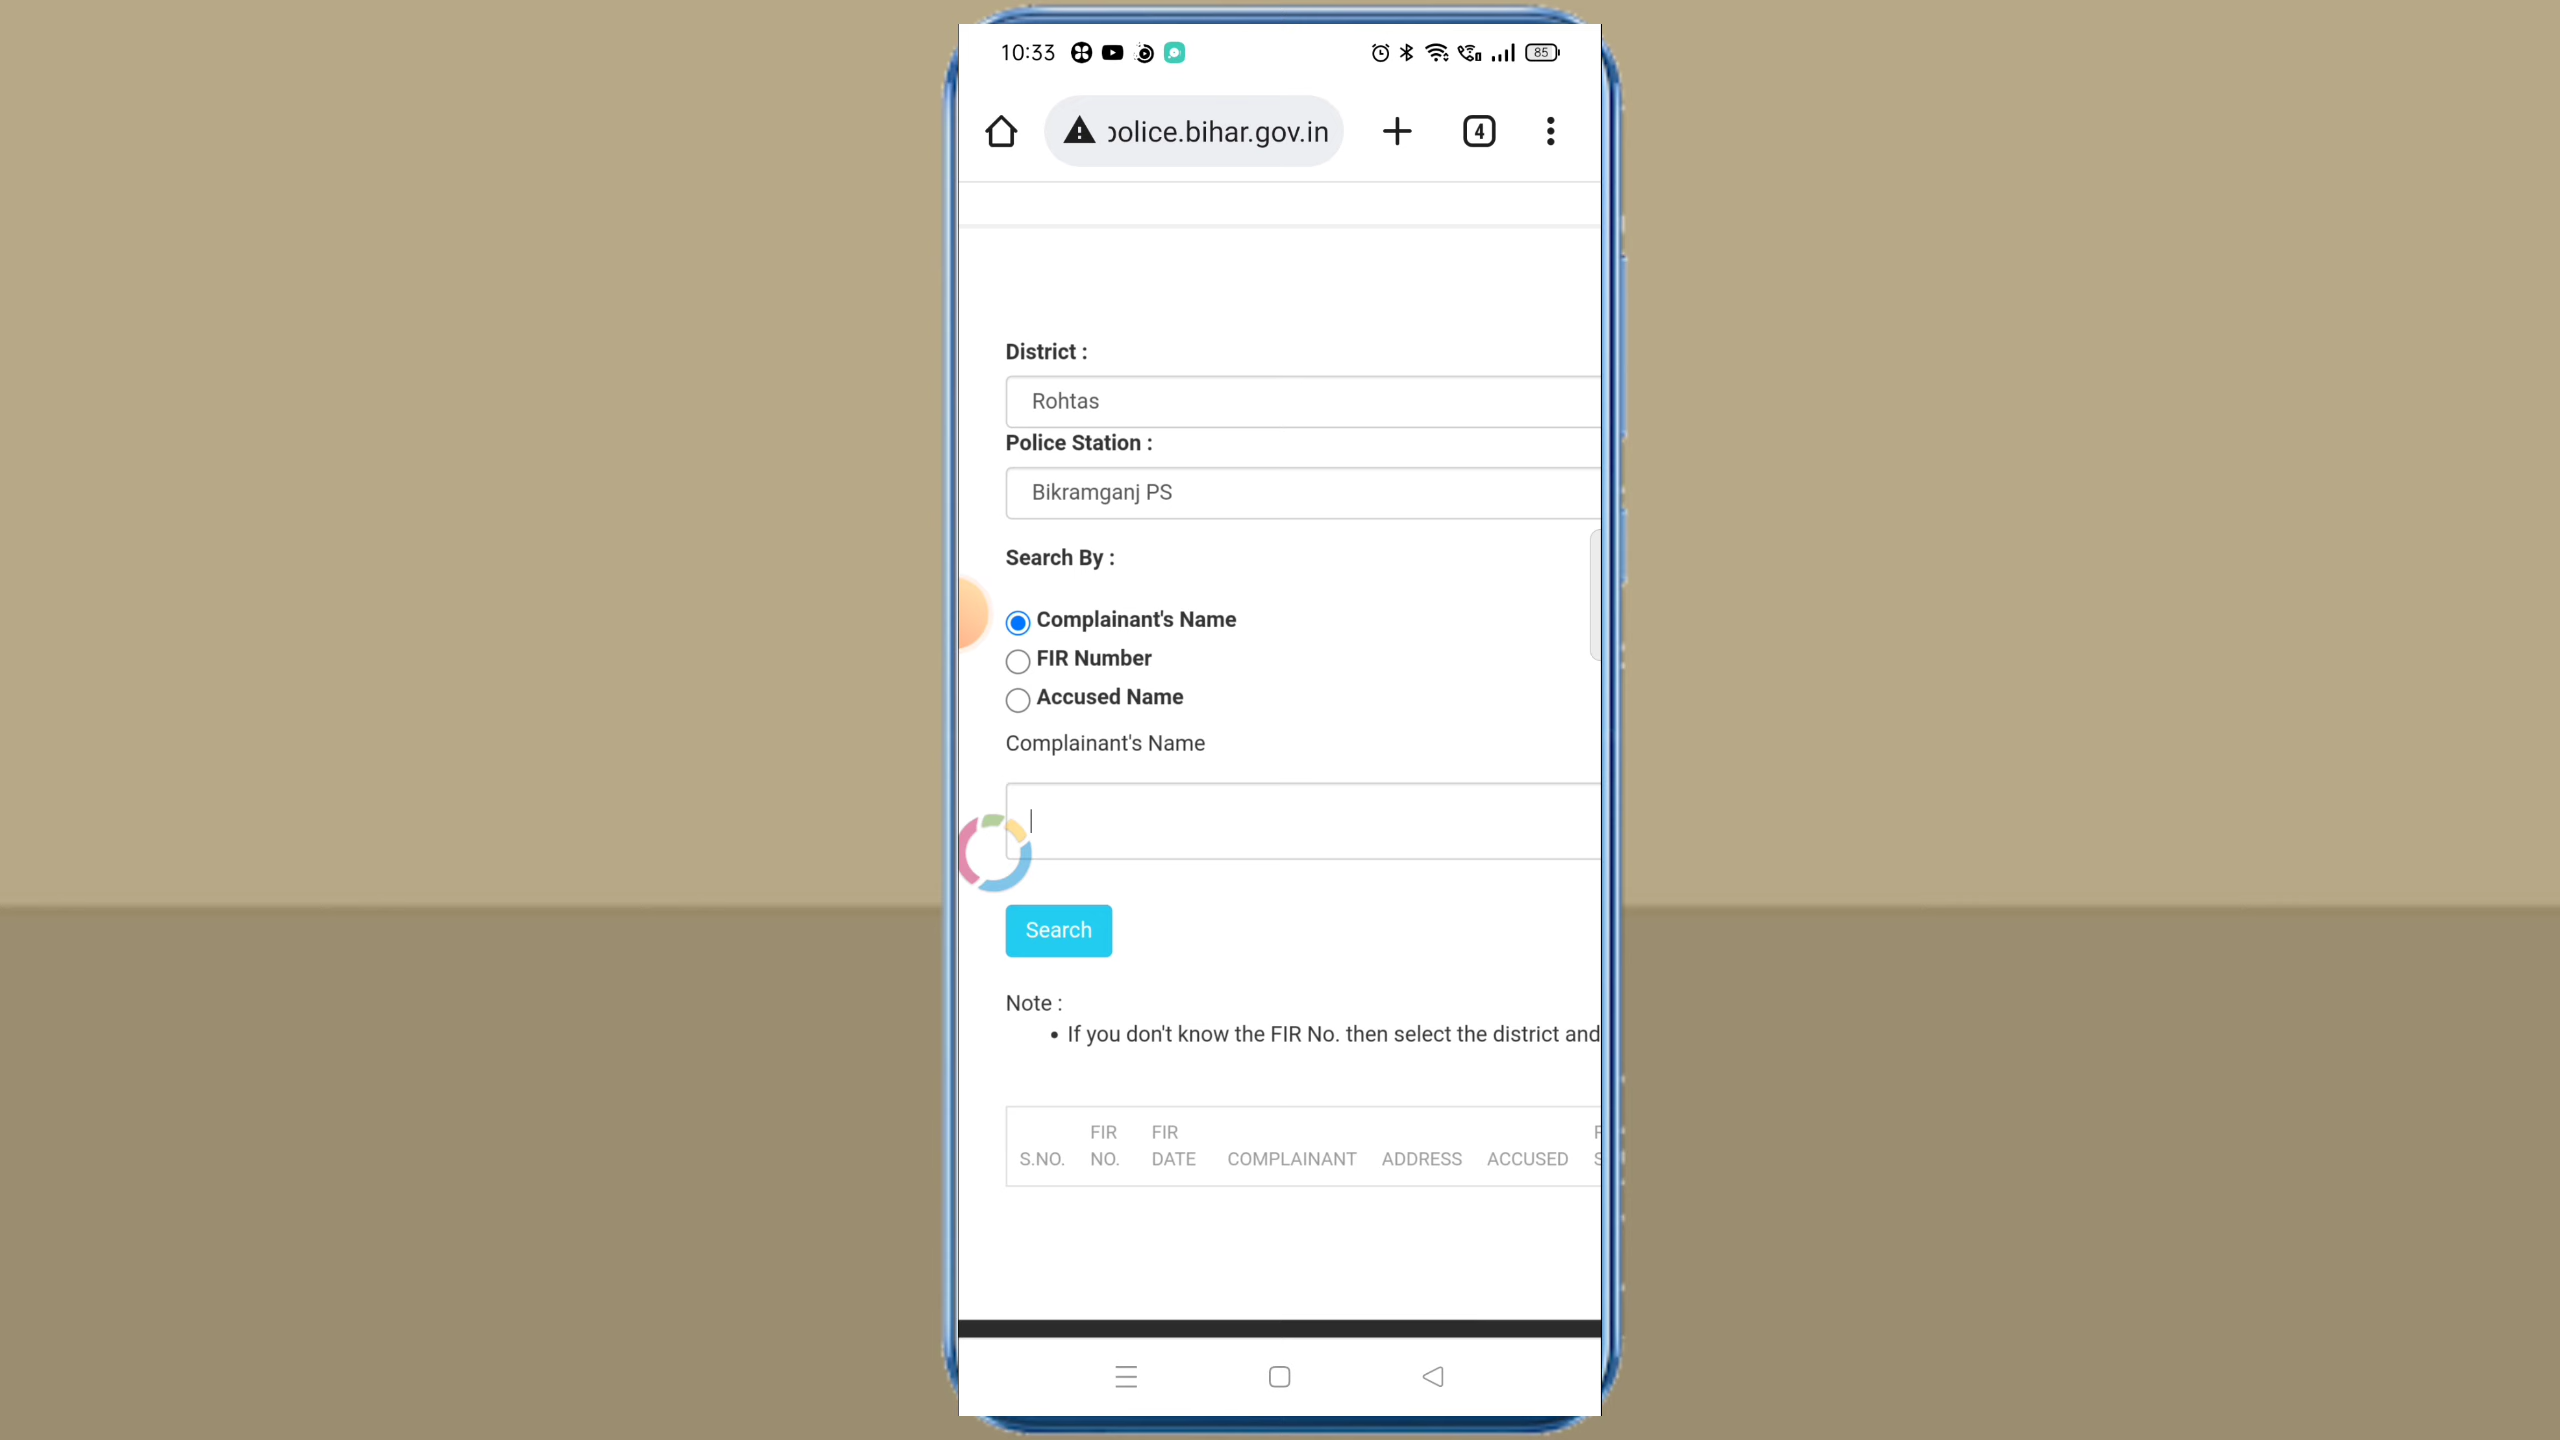 10:33
85
police.bihar.gov.in
4
District :
Rohtas
Police Station :
Bikramganj PS
Search By :
Complainant's Name
FIR Number
Accused Name
Complainant's Name
Search
Note :
• If you don't know the FIR No. then select the district and
S.NO. FIR NO. FIR DATE COMPLAINANT ADDRESS ACCUSED